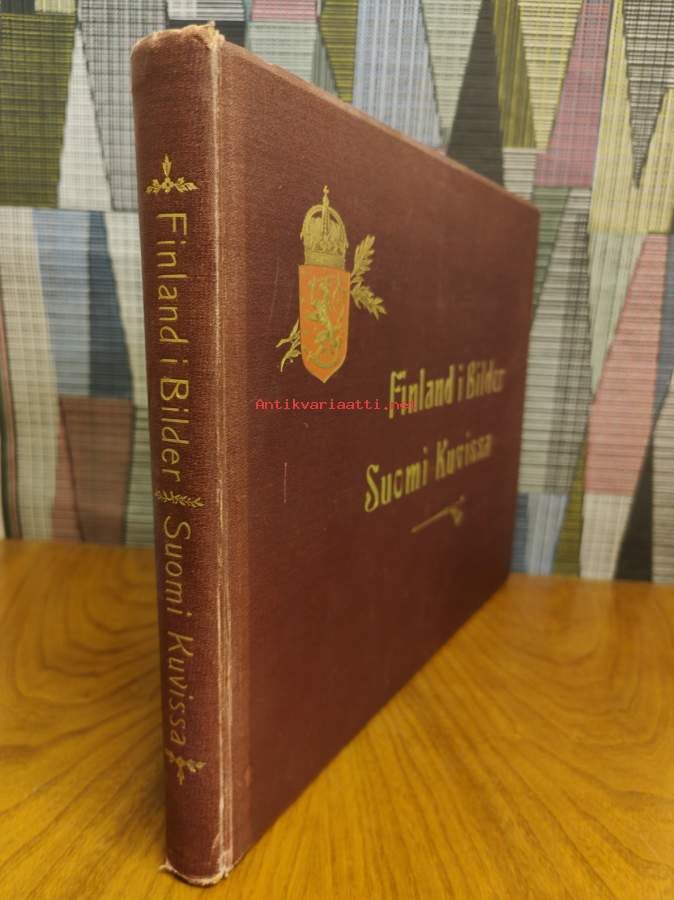 Finland i Bilder Suomi Kuvissa
Finland i Bilder
Suomi Kuvissa
Antikvariaatti.net